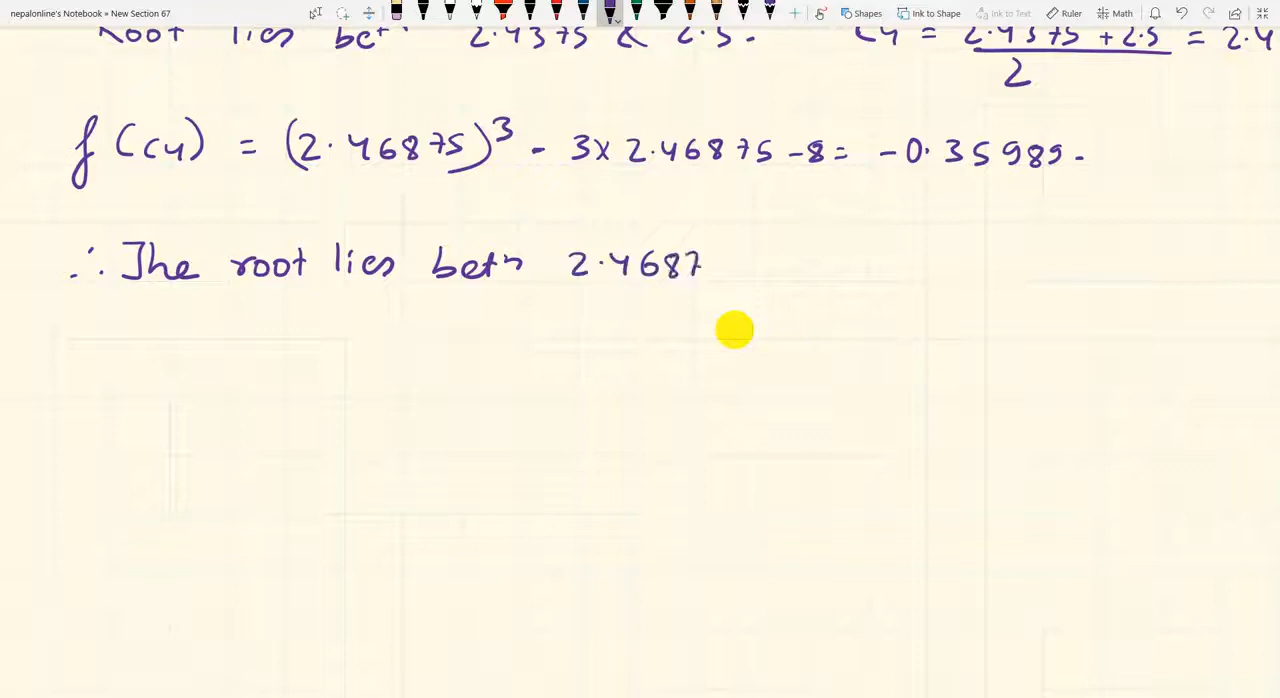 nepalonline's Notebook » New Section 67
Shapes Ink to Shape Ink to Text Ruler Math
Root lies betn 2.4375 & 2.5. C4 = 2.4375 + 2.5 = 2.4
2
f(c4) = (2.46875)^3 - 3 x 2.46875 - 8 = -0.35989.
∴ The root lies betn 2.4687